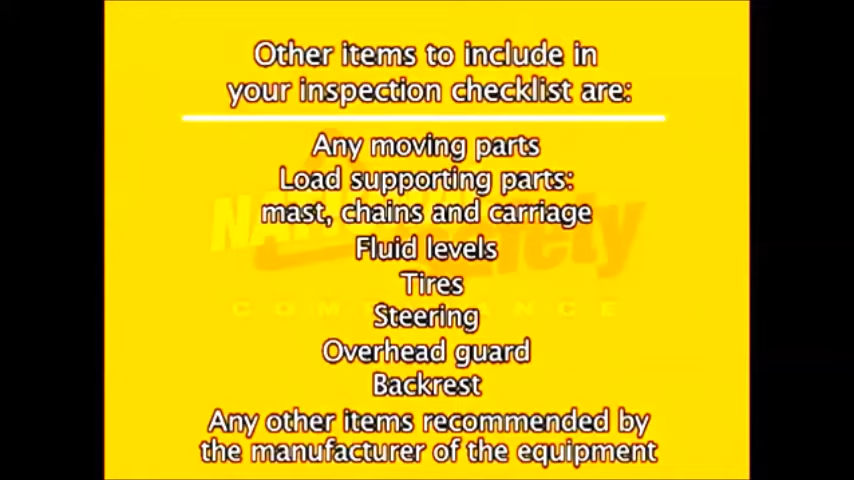 Other items to include in
your inspection checklist are:
Any moving parts
Load supporting parts:
mast, chains and carriage
Fluid levels
Tires
Steering
Overhead guard
Backrest
Any other items recommended by
the manufacturer of the equipment